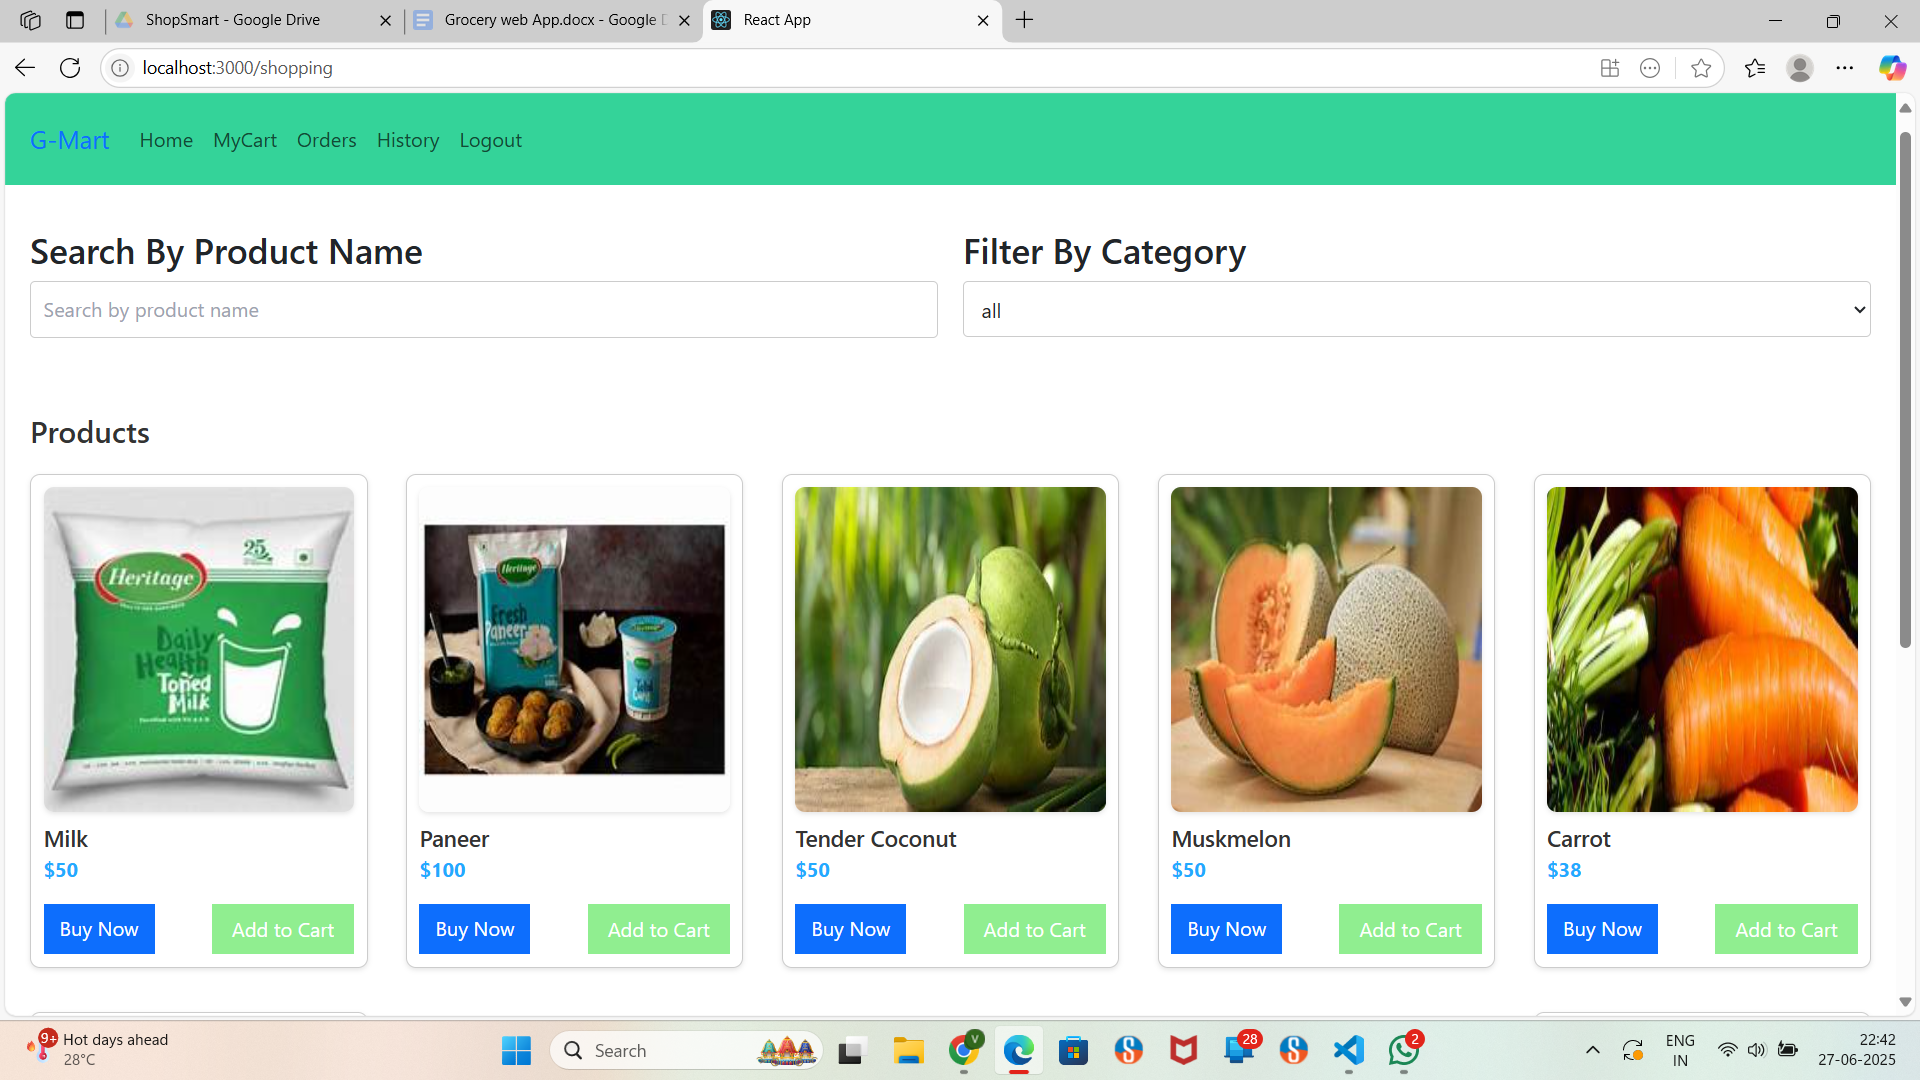 ShopSmart - Google Drive
Grocery web App.docx - Google D
React App
localhost:3000/shopping
G-Mart
Home
MyCart
Orders
History
Logout
Search By Product Name
Filter By Category
Search by product name
all
Products
25
Heritage
Daily
Health
Toned
Milk
Heritage
Fresh
Paneer
Milk
Paneer
Tender Coconut
Muskmelon
Carrot
$50
$100
$50
$50
$38
Buy Now
Add to Cart
Buy Now
Add to Cart
Buy Now
Add to Cart
Buy Now
Add to Cart
Buy Now
Add to Cart
9+
Hot days ahead
28°C
Search
V
28
2
ENG
IN
22:42
27-06-2025